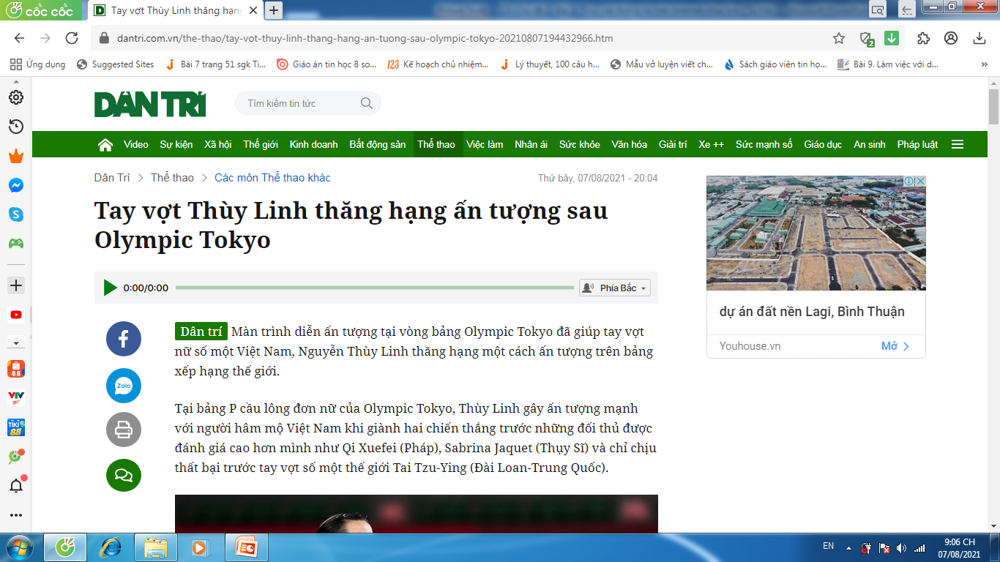 cốc cốc
Tay vợt Thùy Linh thăng hạng
dantri.com.vn/the-thao/tay-vot-thuy-linh-thang-hang-an-tuong-sau-olympic-tokyo-20210807194432966.htm
2
Ứng dụng Suggested Sites Bài 7 trang 51 sgk Ti... Giáo án tin học 8 so... 123 Kế hoạch chủ nhiệm... Lý thuyết, 100 câu h... Mẫu vở luyện viết ch... Sách giáo viên tin họ... Bài 9. Làm việc với d... »
DÂN TRÍ
Tìm kiếm tin tức
Video Sự kiện Xã hội Thế giới Kinh doanh Bất động sản Thể thao Việc làm Nhân ái Sức khỏe Văn hóa Giải trí Xe ++ Sức mạnh số Giáo dục An sinh Pháp luật
Dân Trí > Thể thao > Các môn Thể thao khác
Thứ bảy, 07/08/2021 - 20:04
Tay vợt Thùy Linh thăng hạng ấn tượng sau
Olympic Tokyo
0:00/0:00
Phía Bắc
Dân trí Màn trình diễn ấn tượng tại vòng bảng Olympic Tokyo đã giúp tay vợt
nữ số một Việt Nam, Nguyễn Thùy Linh thăng hạng một cách ấn tượng trên bảng
xếp hạng thế giới.
Tại bảng P cầu lông đơn nữ của Olympic Tokyo, Thùy Linh gây ấn tượng mạnh
với người hâm mộ Việt Nam khi giành hai chiến thắng trước những đối thủ được
đánh giá cao hơn mình như Qi Xuefei (Pháp), Sabrina Jaquet (Thụy Sĩ) và chỉ chịu
thất bại trước tay vợt số một thế giới Tai Tzu-Ying (Đài Loan-Trung Quốc).
Zalo
dự án đất nền Lagi, Bình Thuận
Youhouse.vn
Mở >
8.8
VTV
go
TIKI
88
EN
9:06 CH
07/08/2021